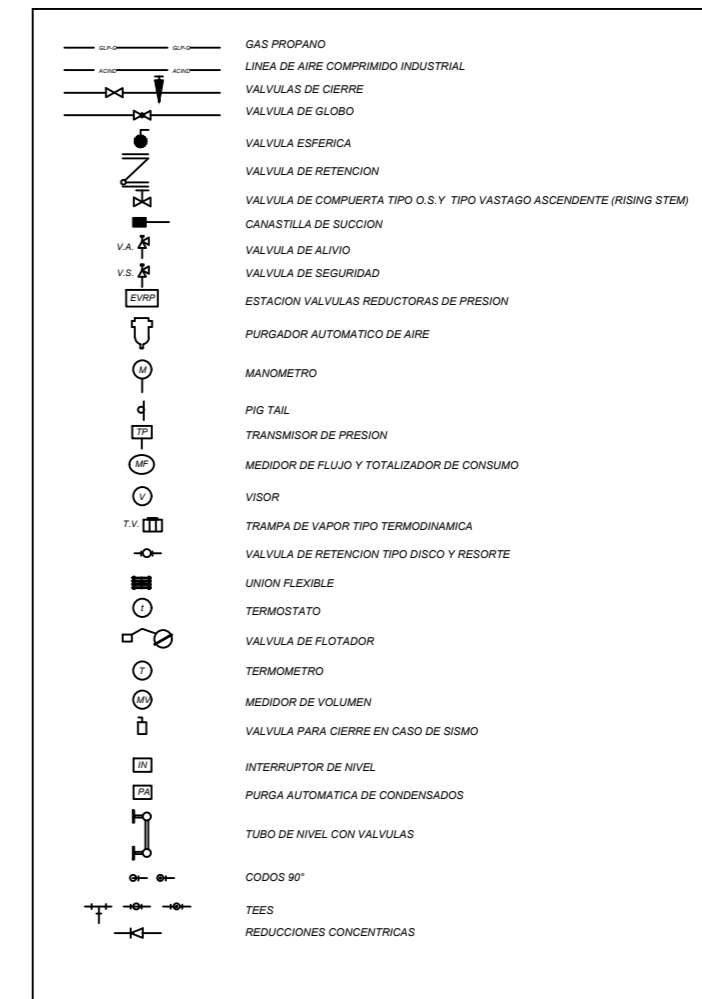 GLP-G GLP-G GAS PROPANO
ACIND ACIND LINEA DE AIRE COMPRIMIDO INDUSTRIAL
VALVULAS DE CIERRE
VALVULA DE GLOBO
VALVULA ESFERICA
VALVULA DE RETENCION
VALVULA DE COMPUERTA TIPO O.S.Y TIPO VASTAGO ASCENDENTE (RISING STEM)
CANASTILLA DE SUCCION
V.A. VALVULA DE ALIVIO
V.S. VALVULA DE SEGURIDAD
EVRP ESTACION VALVULAS REDUCTORAS DE PRESION
PURGADOR AUTOMATICO DE AIRE
M MANOMETRO
PIG TAIL
TP TRANSMISOR DE PRESION
MF MEDIDOR DE FLUJO Y TOTALIZADOR DE CONSUMO
V VISOR
T.V. TRAMPA DE VAPOR TIPO TERMODINAMICA
VALVULA DE RETENCION TIPO DISCO Y RESORTE
UNION FLEXIBLE
t TERMOSTATO
VALVULA DE FLOTADOR
T TERMOMETRO
MV MEDIDOR DE VOLUMEN
VALVULA PARA CIERRE EN CASO DE SISMO
IN INTERRUPTOR DE NIVEL
PA PURGA AUTOMATICA DE CONDENSADOS
TUBO DE NIVEL CON VALVULAS
CODOS 90°
TEES
REDUCCIONES CONCENTRICAS